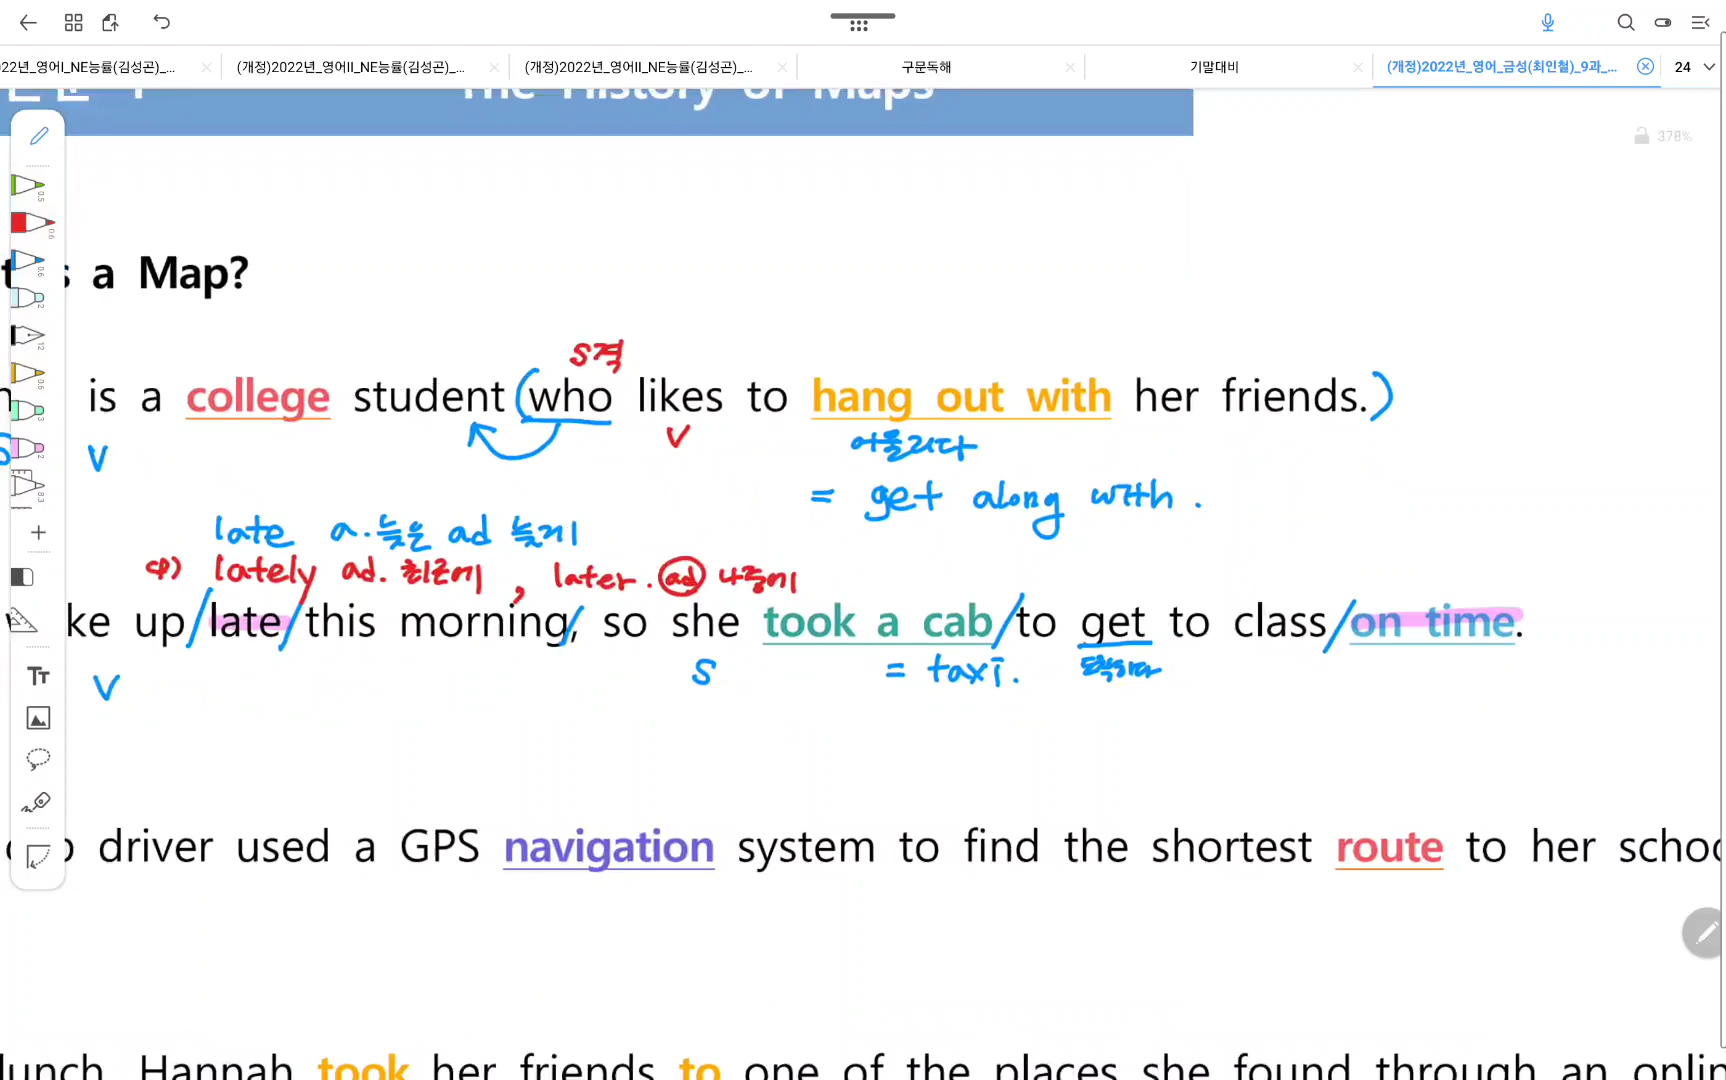 22년_영어I_NE능률(김성곤)_... (개정)2022년_영어II_NE능률(김성곤)_... (개정)2022년_영어II_NE능률(김성곤)_... 구문독해 기말대비 (개정)2022년_영어_금성(최인철)_9과_... 24
The History of Maps
378%
a Map?
S격
is a college student (who likes to hang out with her friends.)
V V 어울리다
= get along with.
late a.늦은 ad 늦게
lately ad. 최근에, later. ad 나중에
ke up/late/this morning,/ so she took a cab/to get to class/on time.
V S = taxi. 도착하다
driver used a GPS navigation system to find the shortest route to her schoo
lunch, Hannah took her friends to one of the places she found through an onlin